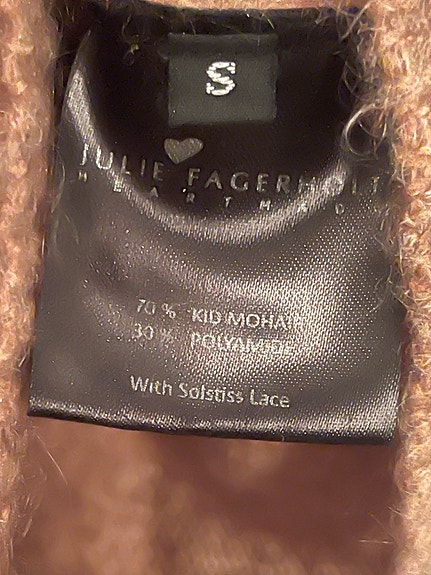 S
JULIE FAGERHOLT
HEARTMADE
70 % KID MOHAIR
30 % POLYAMIDE
With Solstiss Lace